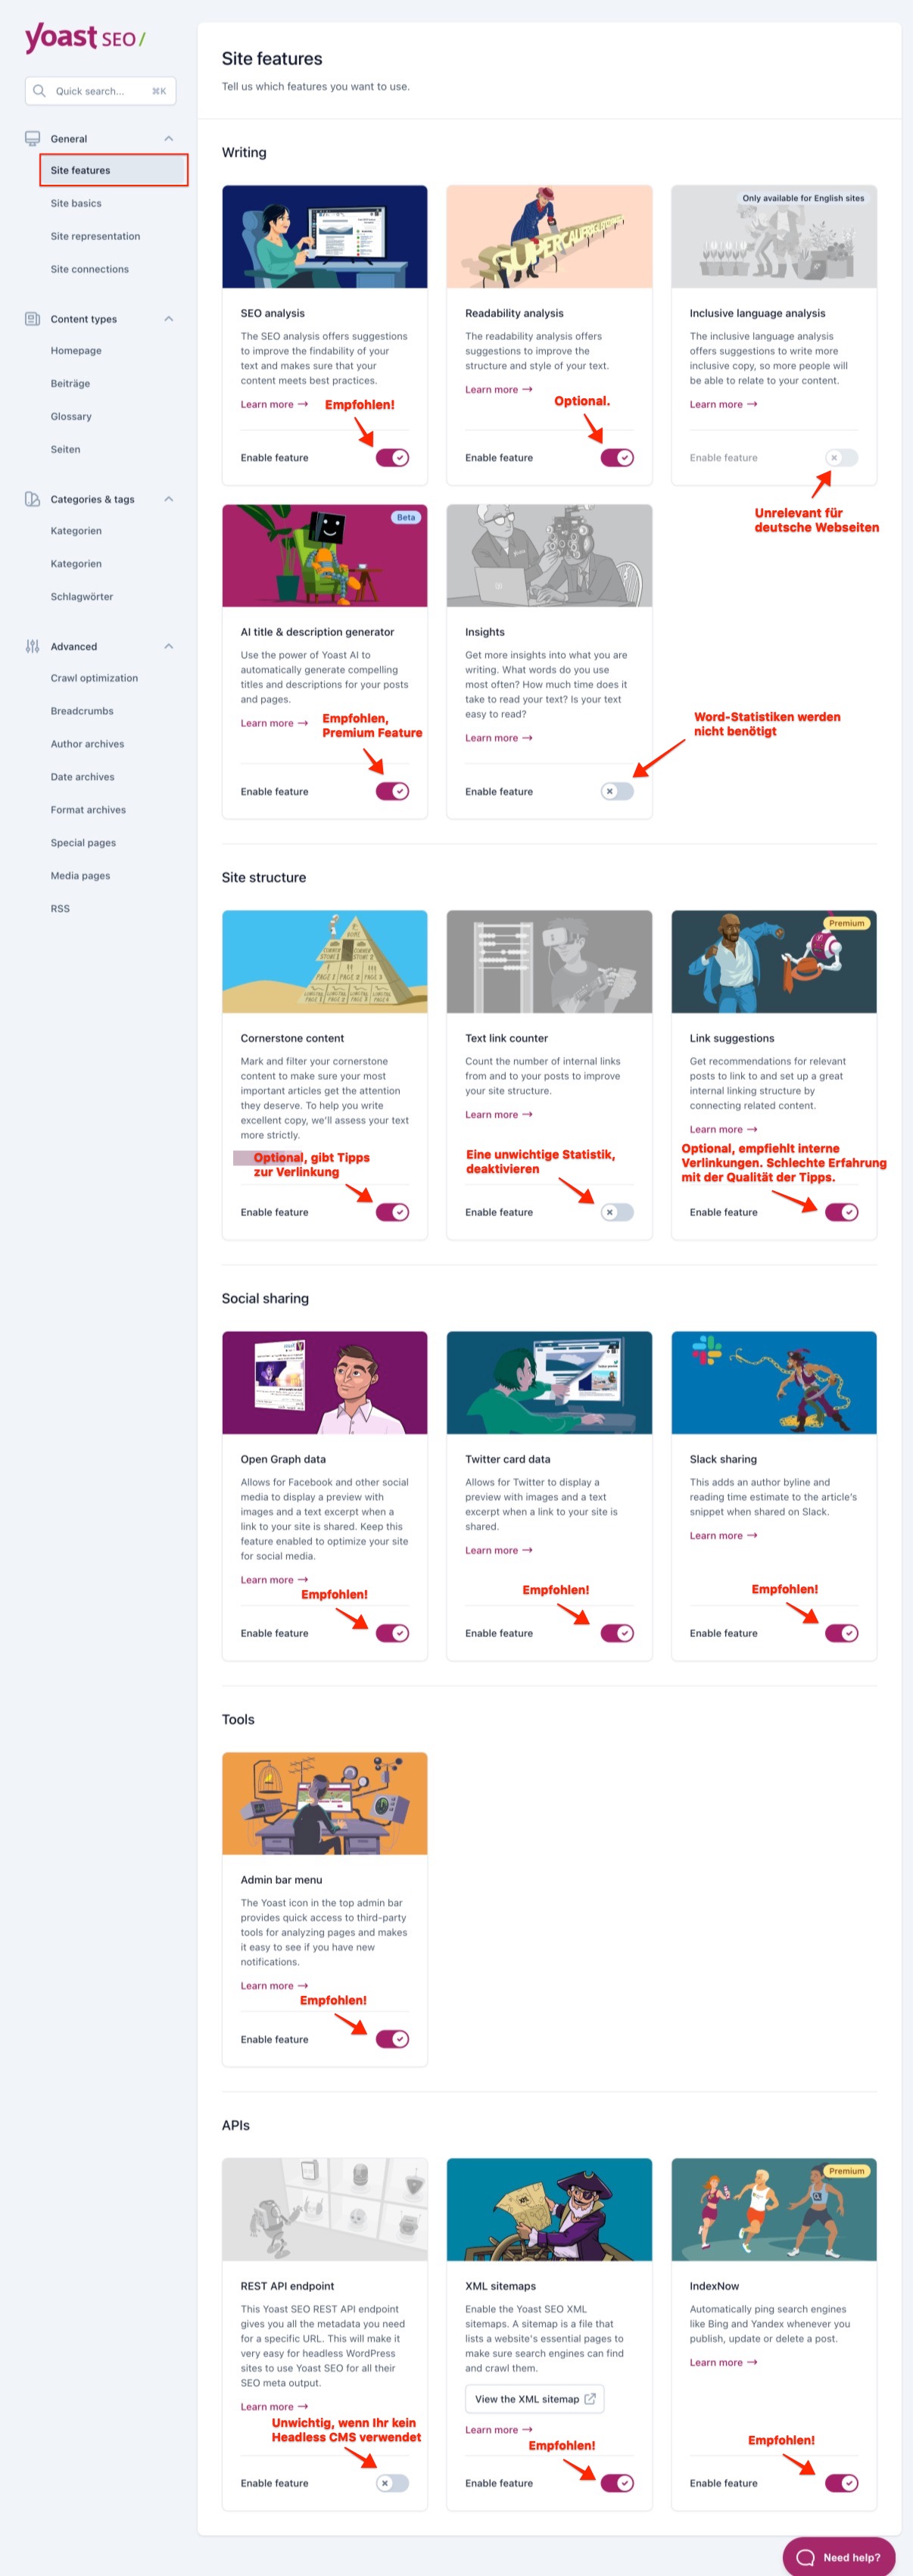 yoast SEO/
Quick search... ⌘K
General
Site features
Site basics
Site representation
Site connections
Content types
Homepage
Beiträge
Glossary
Seiten
Categories & tags
Kategorien
Kategorien
Schlagwörter
Advanced
Crawl optimization
Breadcrumbs
Author archives
Date archives
Format archives
Special pages
Media pages
RSS
Site features
Tell us which features you want to use.
Writing
SEO analysis
The SEO analysis offers suggestions
to improve the findability of your
text and makes sure that your
content meets best practices.
Learn more →
Empfohlen!
Enable feature
Readability analysis
The readability analysis offers
suggestions to improve the
structure and style of your text.
Learn more →
Optional.
Enable feature
Only available for English sites
Inclusive language analysis
The inclusive language analysis
offers suggestions to write more
inclusive copy, so more people will
be able to relate to your content.
Learn more →
Enable feature
Unrelevant für
deutsche Webseiten
Beta
AI title & description generator
Use the power of Yoast AI to
automatically generate compelling
titles and descriptions for your posts
and pages.
Learn more →
Empfohlen,
Premium Feature
Enable feature
Insights
Get more insights into what you are
writing. What words do you use
most often? How much time does it
take to read your text? Is your text
easy to read?
Learn more →
Word-Statistiken werden
nicht benötigt
Enable feature
Site structure
Cornerstone content
Mark and filter your cornerstone
content to make sure your most
important articles get the attention
they deserve. To help you write
excellent copy, we'll assess your text
more strictly.
Optional, gibt Tipps
zur Verlinkung
Enable feature
Text link counter
Count the number of internal links
from and to your posts to improve
your site structure.
Learn more →
Eine unwichtige Statistik,
deaktivieren
Enable feature
Premium
Link suggestions
Get recommendations for relevant
posts to link to and set up a great
internal linking structure by
connecting related content.
Learn more →
Optional, empfiehlt interne
Verlinkungen. Schlechte Erfahrung
mit der Qualität der Tipps.
Enable feature
Social sharing
Open Graph data
Allows for Facebook and other social
media to display a preview with
images and a text excerpt when a
link to your site is shared. Keep this
feature enabled to optimize your site
for social media.
Learn more →
Empfohlen!
Enable feature
Twitter card data
Allows for Twitter to display a
preview with images and a text
excerpt when a link to your site is
shared.
Learn more →
Empfohlen!
Enable feature
Slack sharing
This adds an author byline and
reading time estimate to the article's
snippet when shared on Slack.
Learn more →
Empfohlen!
Enable feature
Tools
Admin bar menu
The Yoast icon in the top admin bar
provides quick access to third-party
tools for analyzing pages and makes
it easy to see if you have new
notifications.
Learn more →
Empfohlen!
Enable feature
APIs
REST API endpoint
This Yoast SEO REST API endpoint
gives you all the metadata you need
for a specific URL. This will make it
very easy for headless WordPress
sites to use Yoast SEO for all their
SEO meta output.
Learn more →
Unwichtig, wenn Ihr kein
Headless CMS verwendet
Enable feature
XML sitemaps
Enable the Yoast SEO XML
sitemaps. A sitemap is a file that
lists a website's essential pages to
make sure search engines can find
and crawl them.
View the XML sitemap
Learn more →
Empfohlen!
Enable feature
Premium
IndexNow
Automatically ping search engines
like Bing and Yandex whenever you
publish, update or delete a post.
Learn more →
Empfohlen!
Enable feature
Need help?